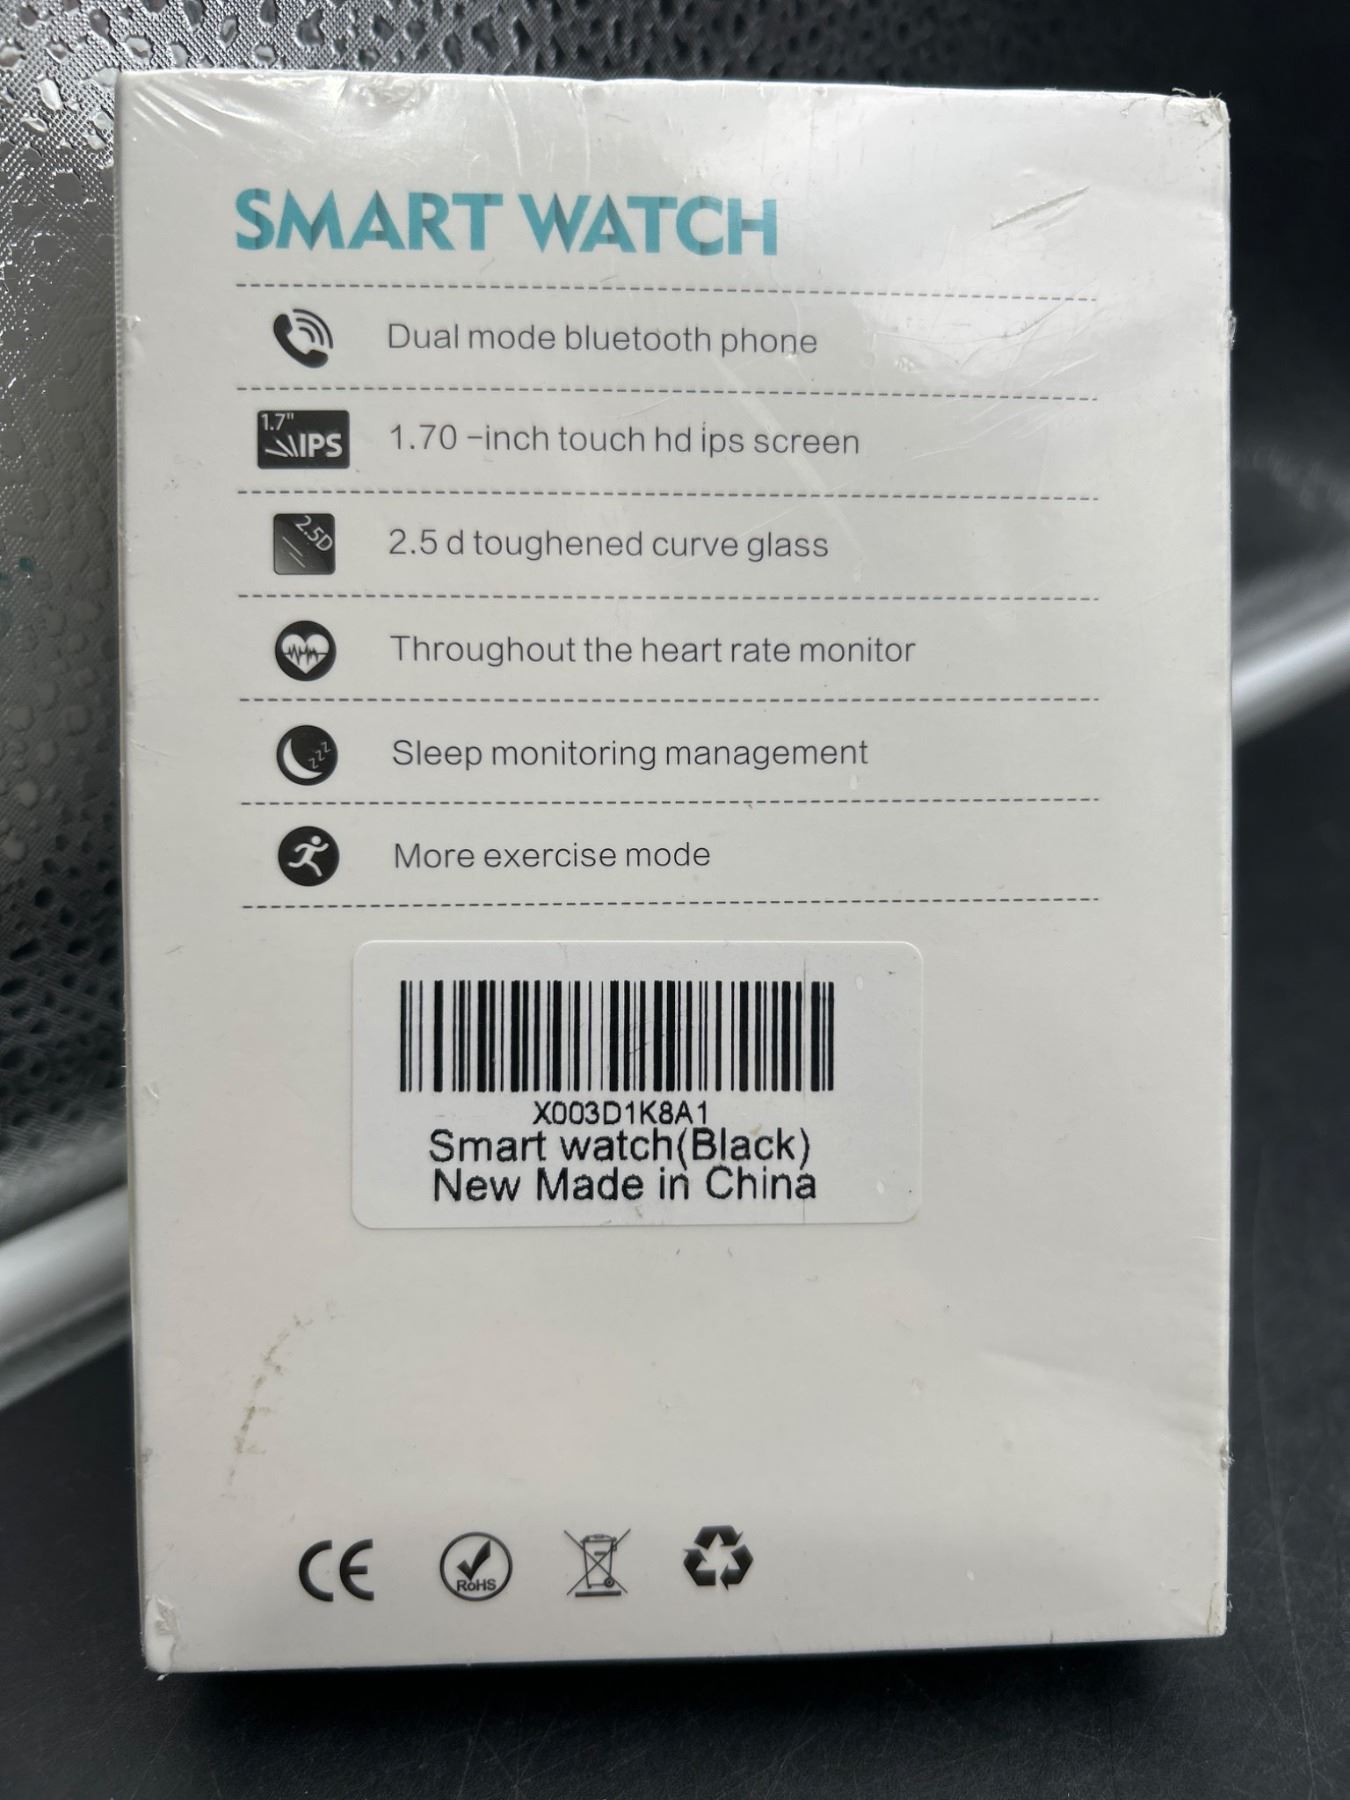 SMART WATCH
Dual mode bluetooth phone
1.7"
IPS
1.70 -inch touch hd ips screen
2.5D
2.5 d toughened curve glass
Throughout the heart rate monitor
zzz
Sleep monitoring management
More exercise mode
X003D1K8A1
Smart watch(Black)
New Made in China
CE
RoHS